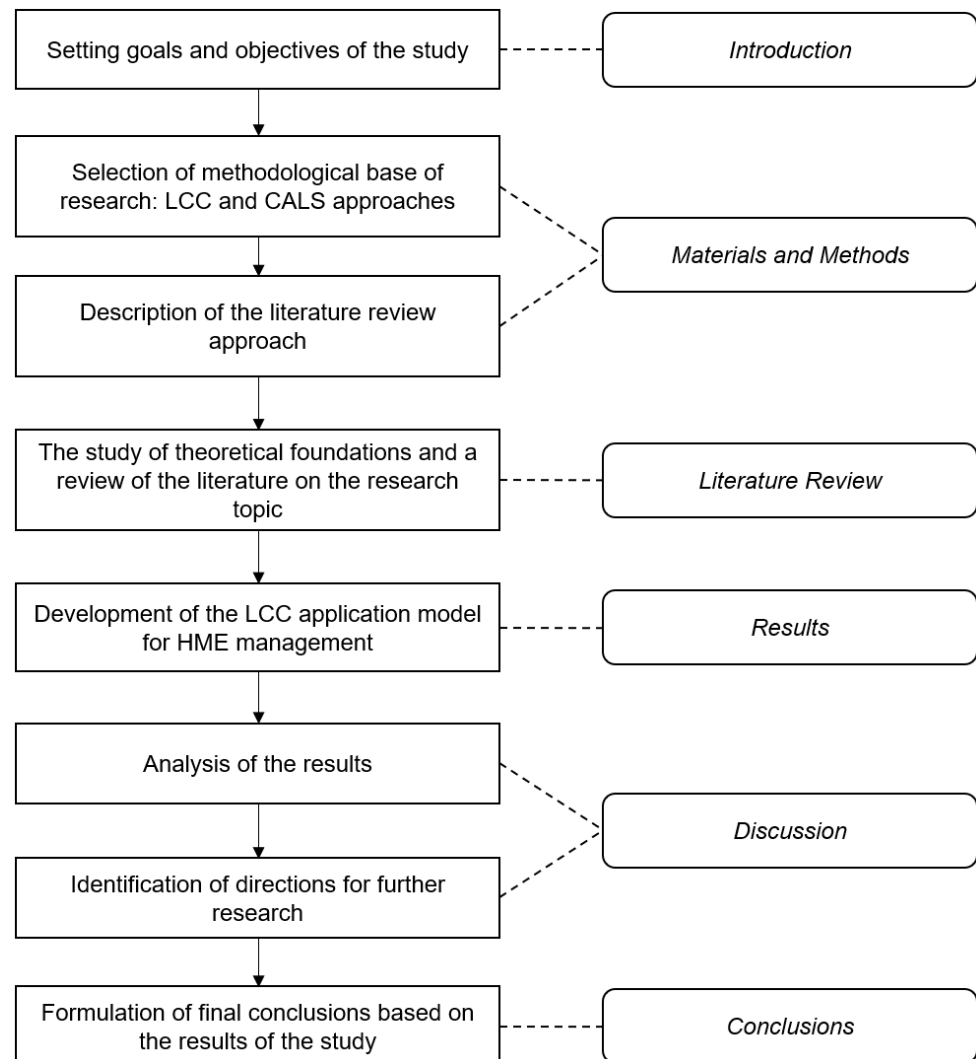 Setting goals and objectives of the study
Introduction
Selection of methodological base of
research: LCC and CALS approaches
Materials and Methods
Description of the literature review
approach
The study of theoretical foundations and a
review of the literature on the research
topic
Literature Review
Development of the LCC application model
for HME management
Results
Analysis of the results
Discussion
Identification of directions for further
research
Formulation of final conclusions based on
the results of the study
Conclusions